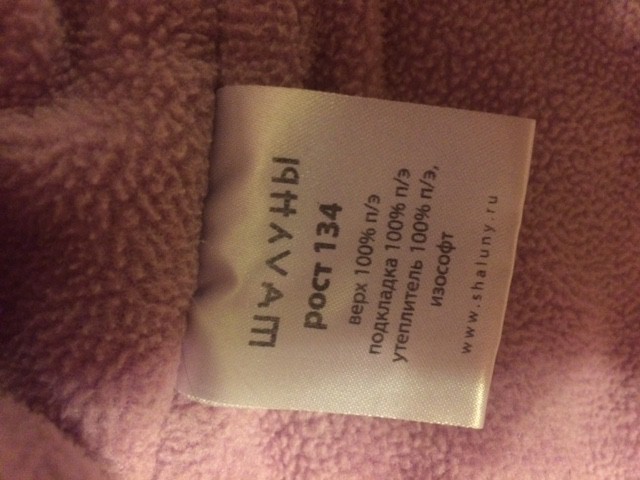 ШАЛУНЫ
рост 134
верх 100% п/э
подкладка 100% п/э
утеплитель 100% п/э,
изософт
www.shaluny.ru